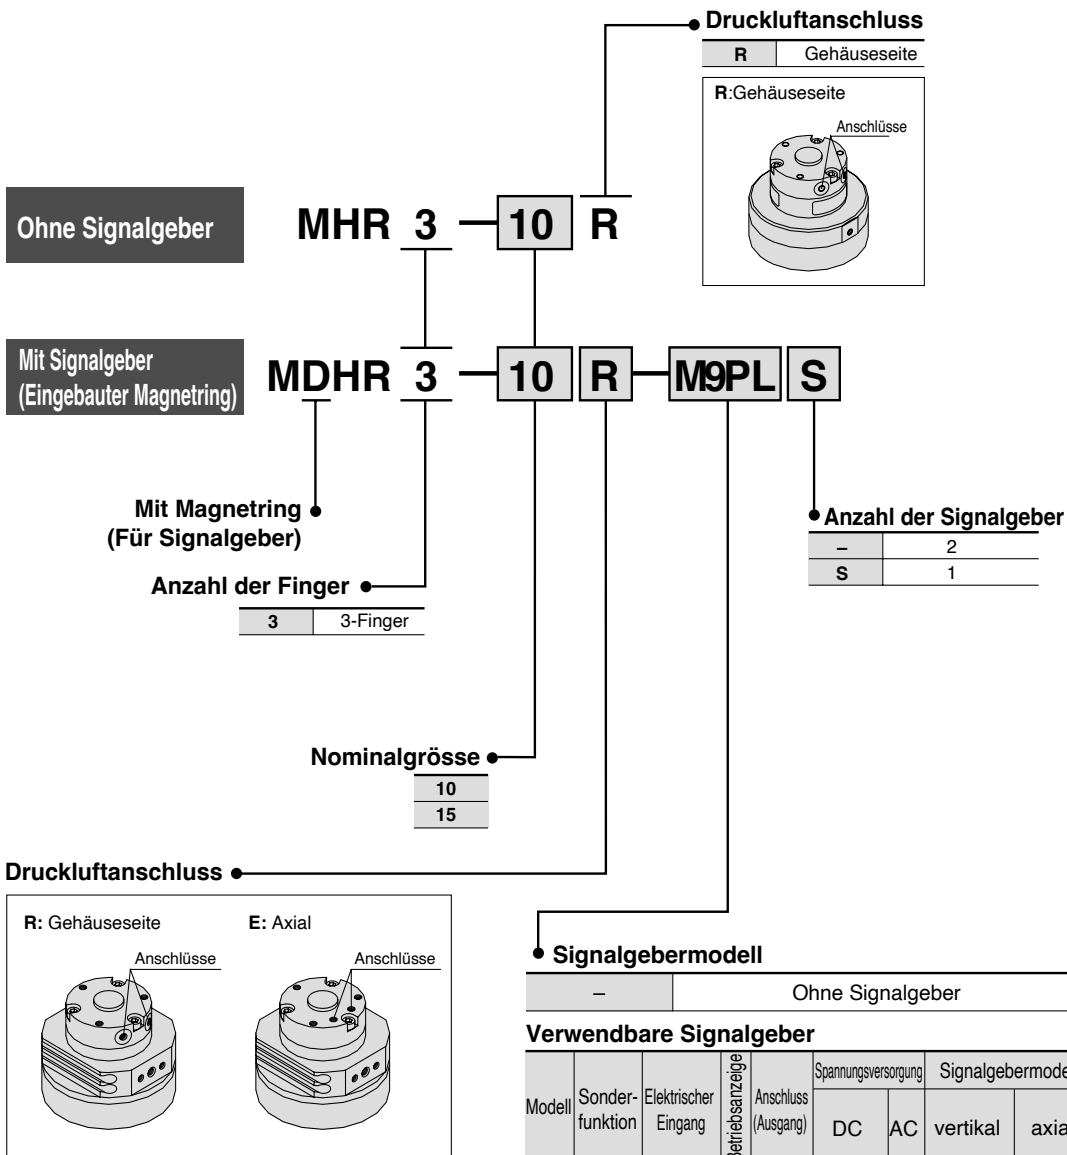 Druckluftanschluss
R Gehäuseseite
R:Gehäuseseite
Anschlüsse
Ohne Signalgeber
MHR 3 — 10 R
Mit Signalgeber
(Eingebauter Magnetring)
MDHR 3 — 10 R — M9PL S
Mit Magnetring
(Für Signalgeber)
Anzahl der Signalgeber
– 2
S 1
Anzahl der Finger
3 3-Finger
Nominalgrösse
10
15
Druckluftanschluss
R: Gehäuseseite E: Axial
Anschlüsse Anschlüsse
Signalgebermodell
– Ohne Signalgeber
Verwendbare Signalgeber
Modell
Sonder-
funktion
Elektrischer
Eingang
Betriebsanzeige
Anschluss
(Ausgang)
Spannungsversorgung
DC AC
Signalgebermode
vertikal axia